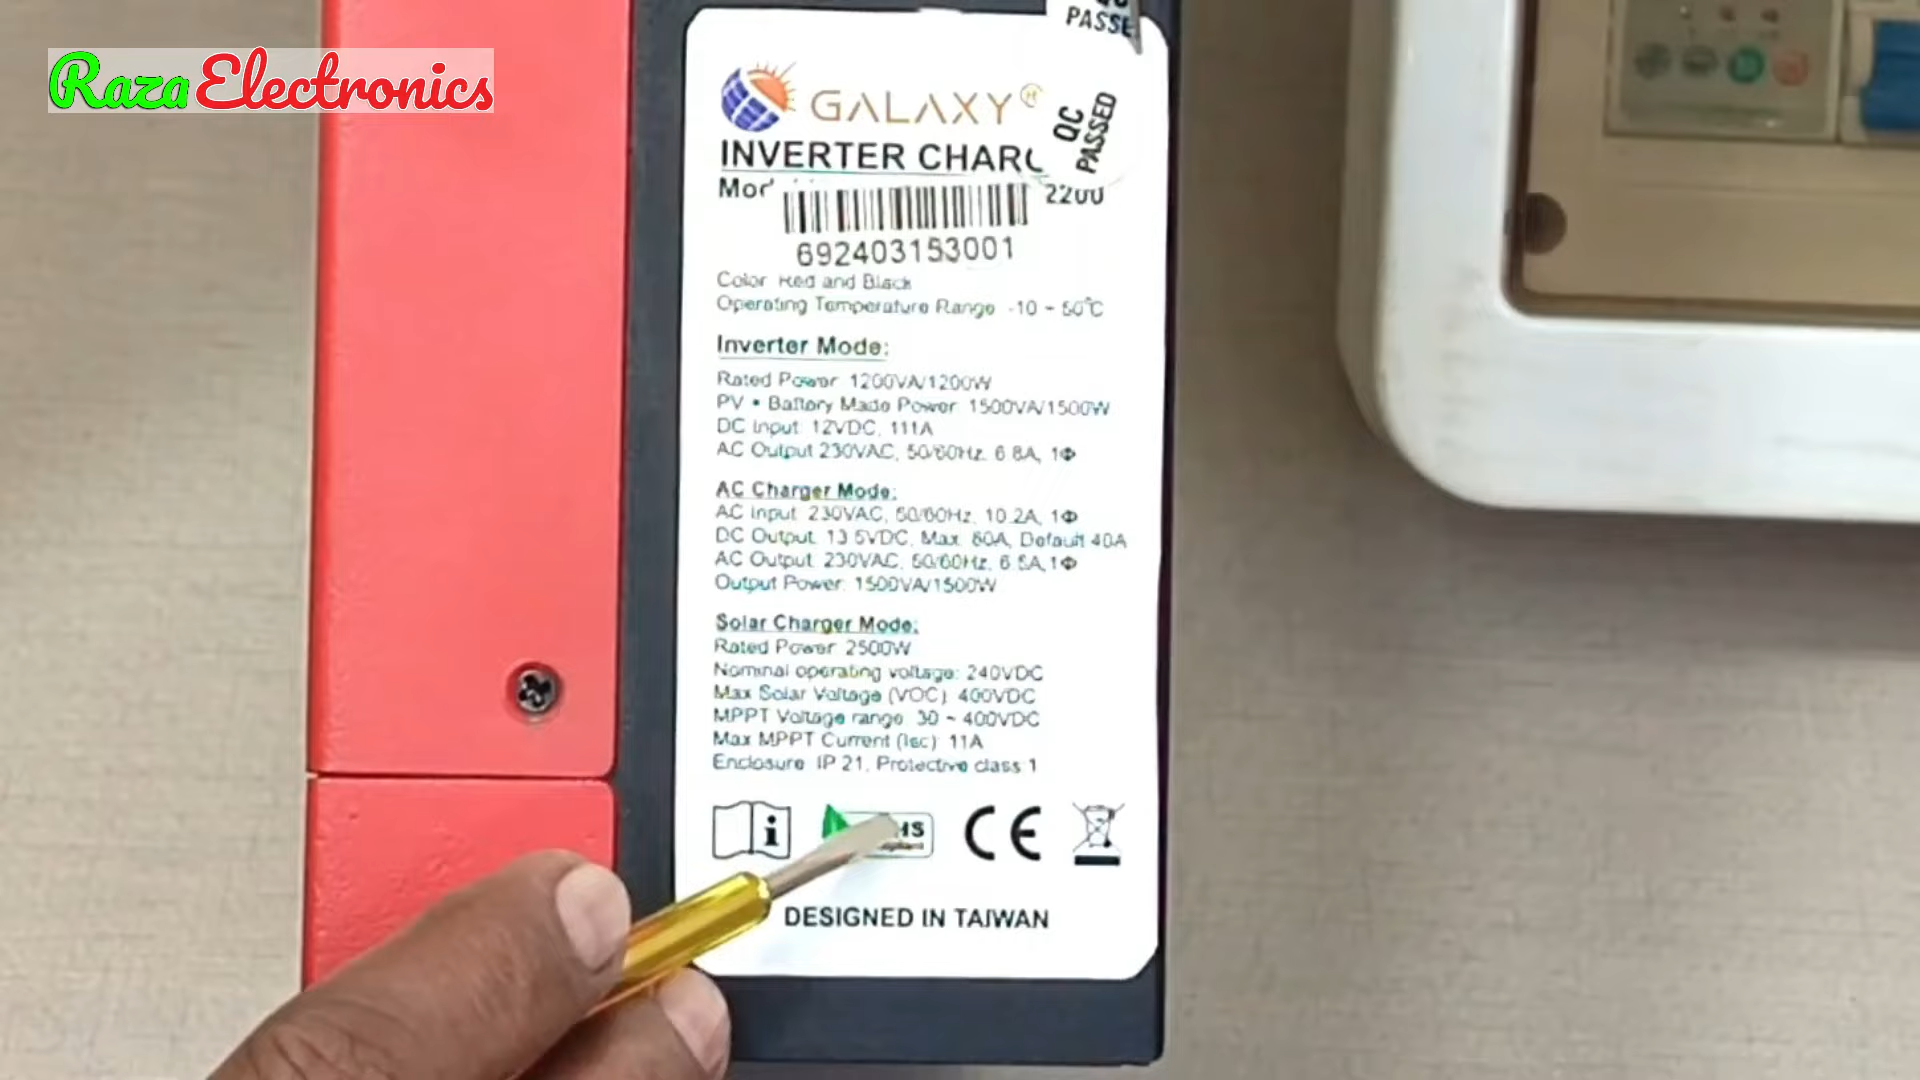 Raza Electronics
PASSE
GALAXY
QC PASSED
INVERTER CHARG
Mod 2200
692403153001
Color Red and Black
Operating Temperature Range -10 ~ 50°C
Inverter Mode:
Rated Power 1200VA/1200W
PV + Battery Mode Power 1500VA/1500W
DC Input: 12VDC, 111A
AC Output 230VAC, 50/60Hz, 6.8A, 1Φ
AC Charger Mode:
AC Input: 230VAC, 50/60Hz, 10.2A, 1Φ
DC Output: 13.5VDC, Max. 60A, Default 40A
AC Output: 230VAC, 50/60Hz, 6.5A, 1Φ
Output Power: 1500VA/1500W
Solar Charger Mode:
Rated Power 2500W
Nominal operating voltage: 240VDC
Max Solar Voltage (VOC): 400VDC
MPPT Voltage range: 30 ~ 400VDC
Max MPPT Current (Isc): 11A
Enclosure: IP 21, Protective class 1
HS
CE
DESIGNED IN TAIWAN